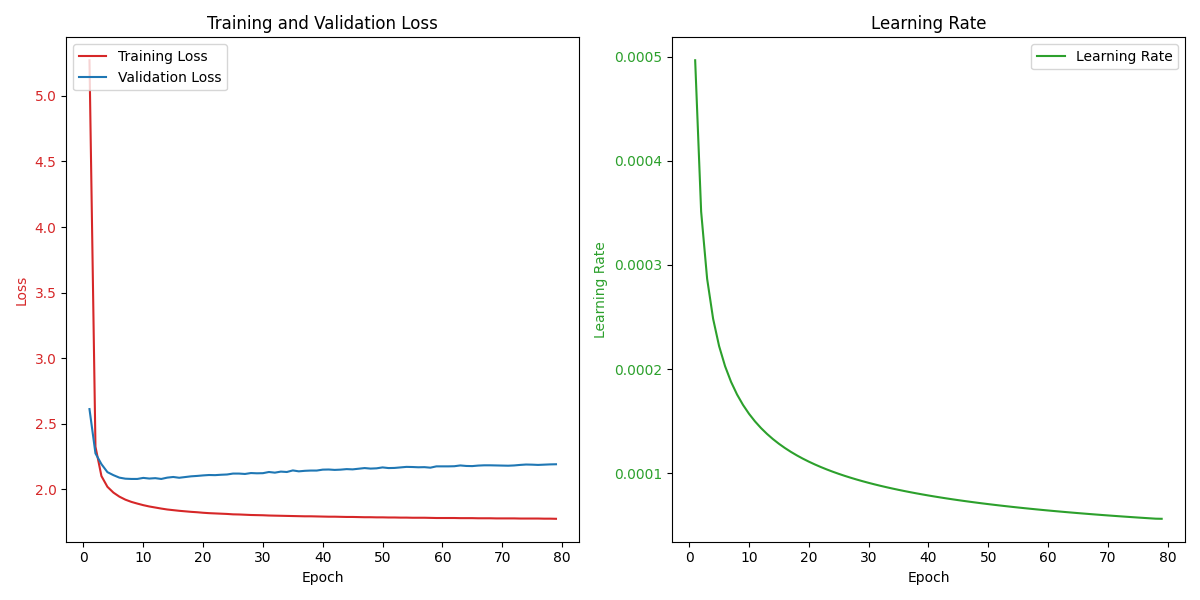 Training and Validation Loss
Training Loss
Validation Loss
Loss
5.0
4.5
4.0
3.5
3.0
2.5
2.0
0 10 20 30 40 50 60 70 80
Epoch
Learning Rate
Learning Rate
Learning Rate
0.0005
0.0004
0.0003
0.0002
0.0001
0 10 20 30 40 50 60 70 80
Epoch